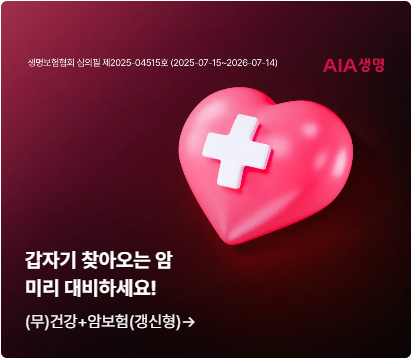 생명보험협회 심의필 제2025-04515호 (2025-07-15~2026-07-14)
AIA생명
갑자기 찾아오는 암
미리 대비하세요!
(무)건강+암보험(갱신형)→